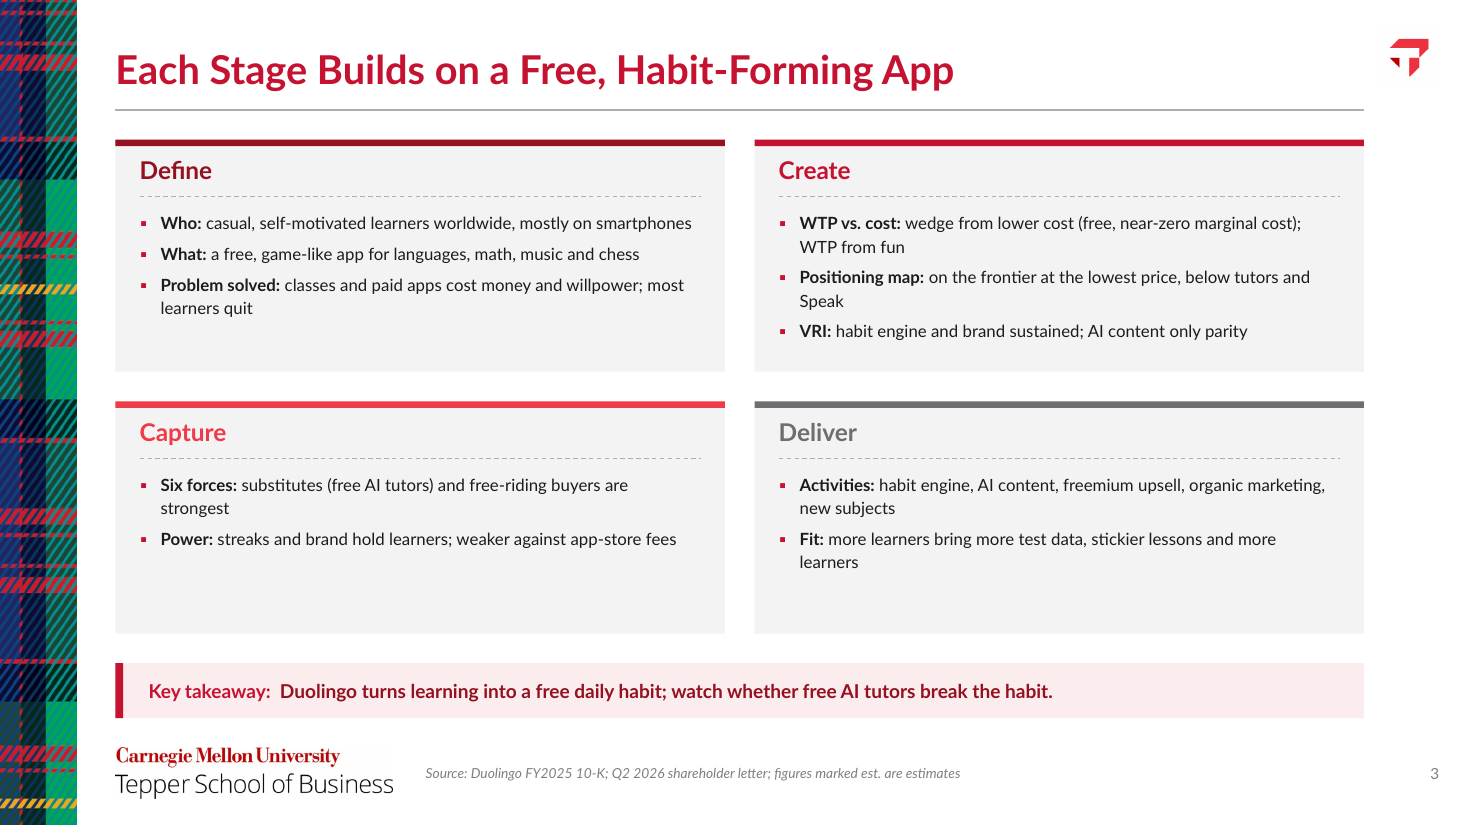 Each Stage Builds on a Free, Habit-Forming App
Define
▪ Who: casual, self-motivated learners worldwide, mostly on smartphones
▪ What: a free, game-like app for languages, math, music and chess
▪ Problem solved: classes and paid apps cost money and willpower; most
learners quit
Create
▪ WTP vs. cost: wedge from lower cost (free, near-zero marginal cost);
WTP from fun
▪ Positioning map: on the frontier at the lowest price, below tutors and
Speak
▪ VRI: habit engine and brand sustained; AI content only parity
Capture
▪ Six forces: substitutes (free AI tutors) and free-riding buyers are
strongest
▪ Power: streaks and brand hold learners; weaker against app-store fees
Deliver
▪ Activities: habit engine, AI content, freemium upsell, organic marketing,
new subjects
▪ Fit: more learners bring more test data, stickier lessons and more
learners
Key takeaway: Duolingo turns learning into a free daily habit; watch whether free AI tutors break the habit.
Carnegie Mellon University
Tepper School of Business
Source: Duolingo FY2025 10-K; Q2 2026 shareholder letter; figures marked est. are estimates
3